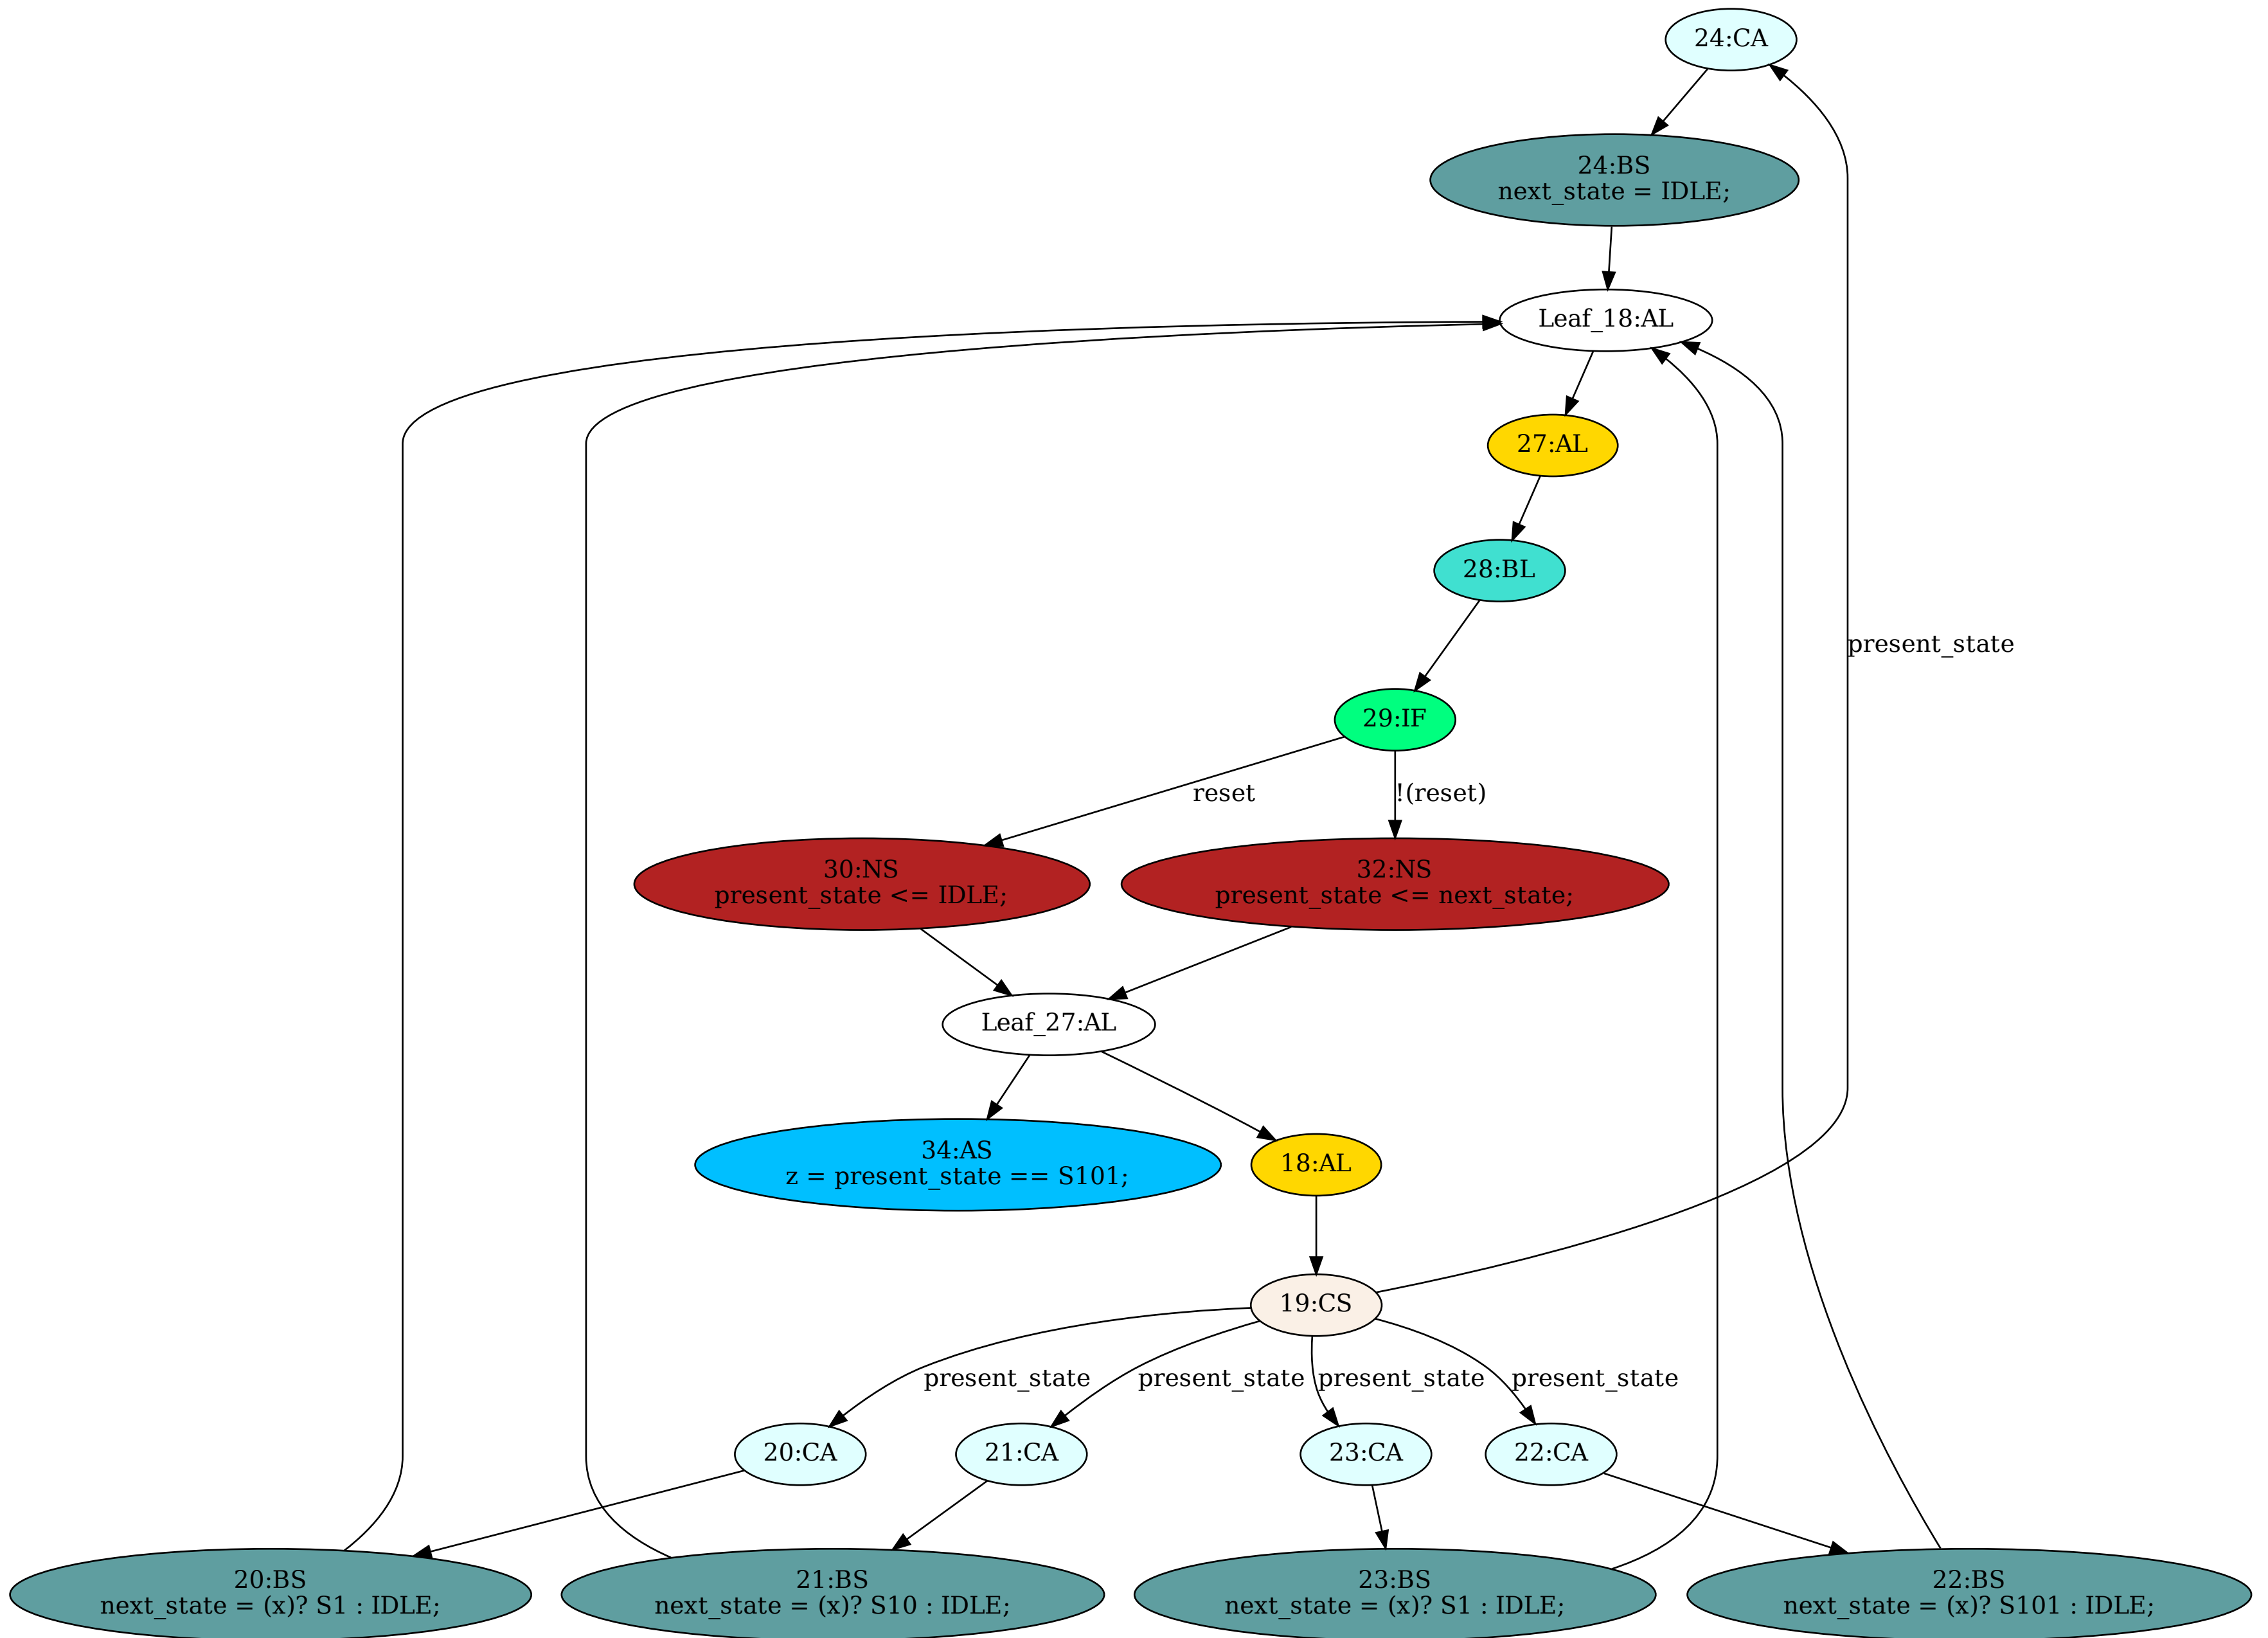 24:CA
24:BS
next_state = IDLE;
Leaf_18:AL
27:AL
28:BL
present_state
29:IF
reset
!(reset)
30:NS
present_state <= IDLE;
32:NS
present_state <= next_state;
Leaf_27:AL
34:AS
z = present_state == S101;
18:AL
19:CS
present_state
present_state
present_state
present_state
20:CA
21:CA
23:CA
22:CA
20:BS
next_state = (x)? S1 : IDLE;
21:BS
next_state = (x)? S10 : IDLE;
23:BS
next_state = (x)? S1 : IDLE;
22:BS
next_state = (x)? S101 : IDLE;